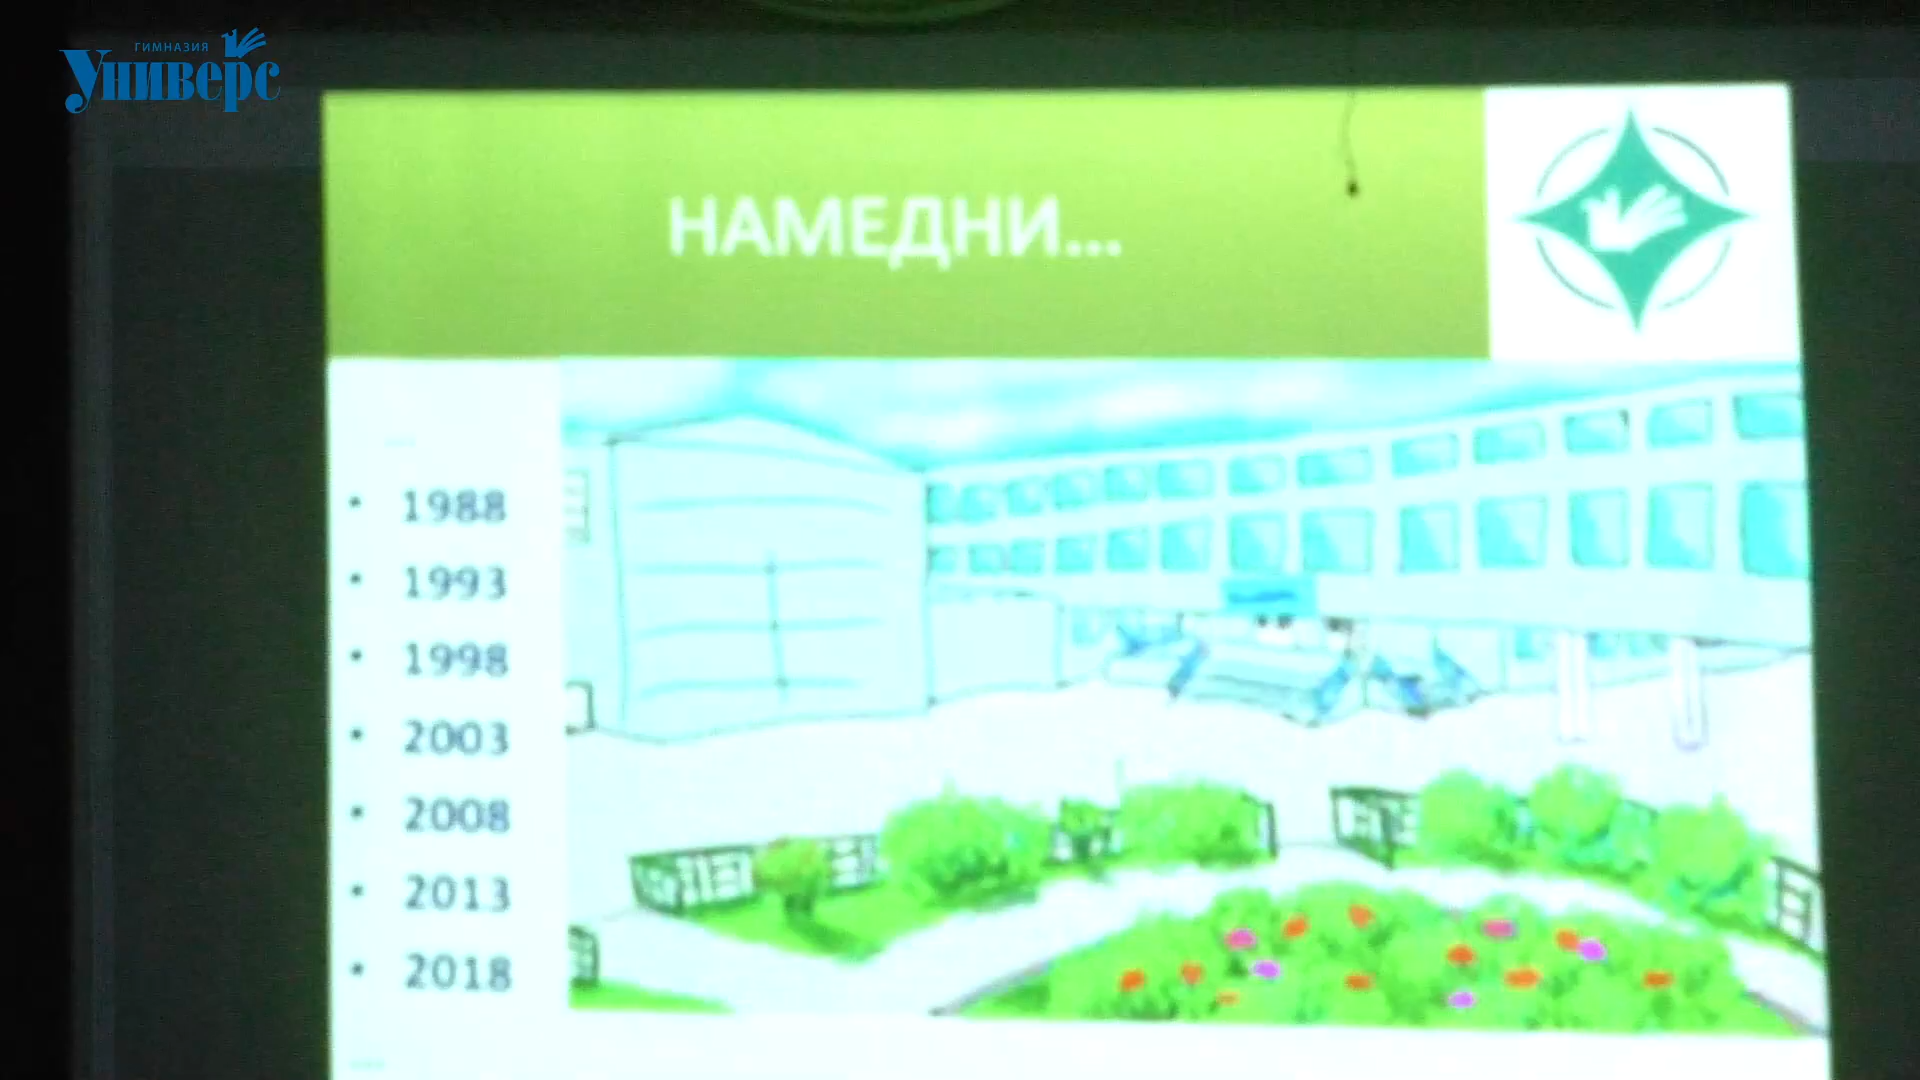 ГИМНАЗИЯ
Универс
НАМЕДНИ...
• 1988
• 1993
• 1998
• 2003
• 2008
• 2013
• 2018